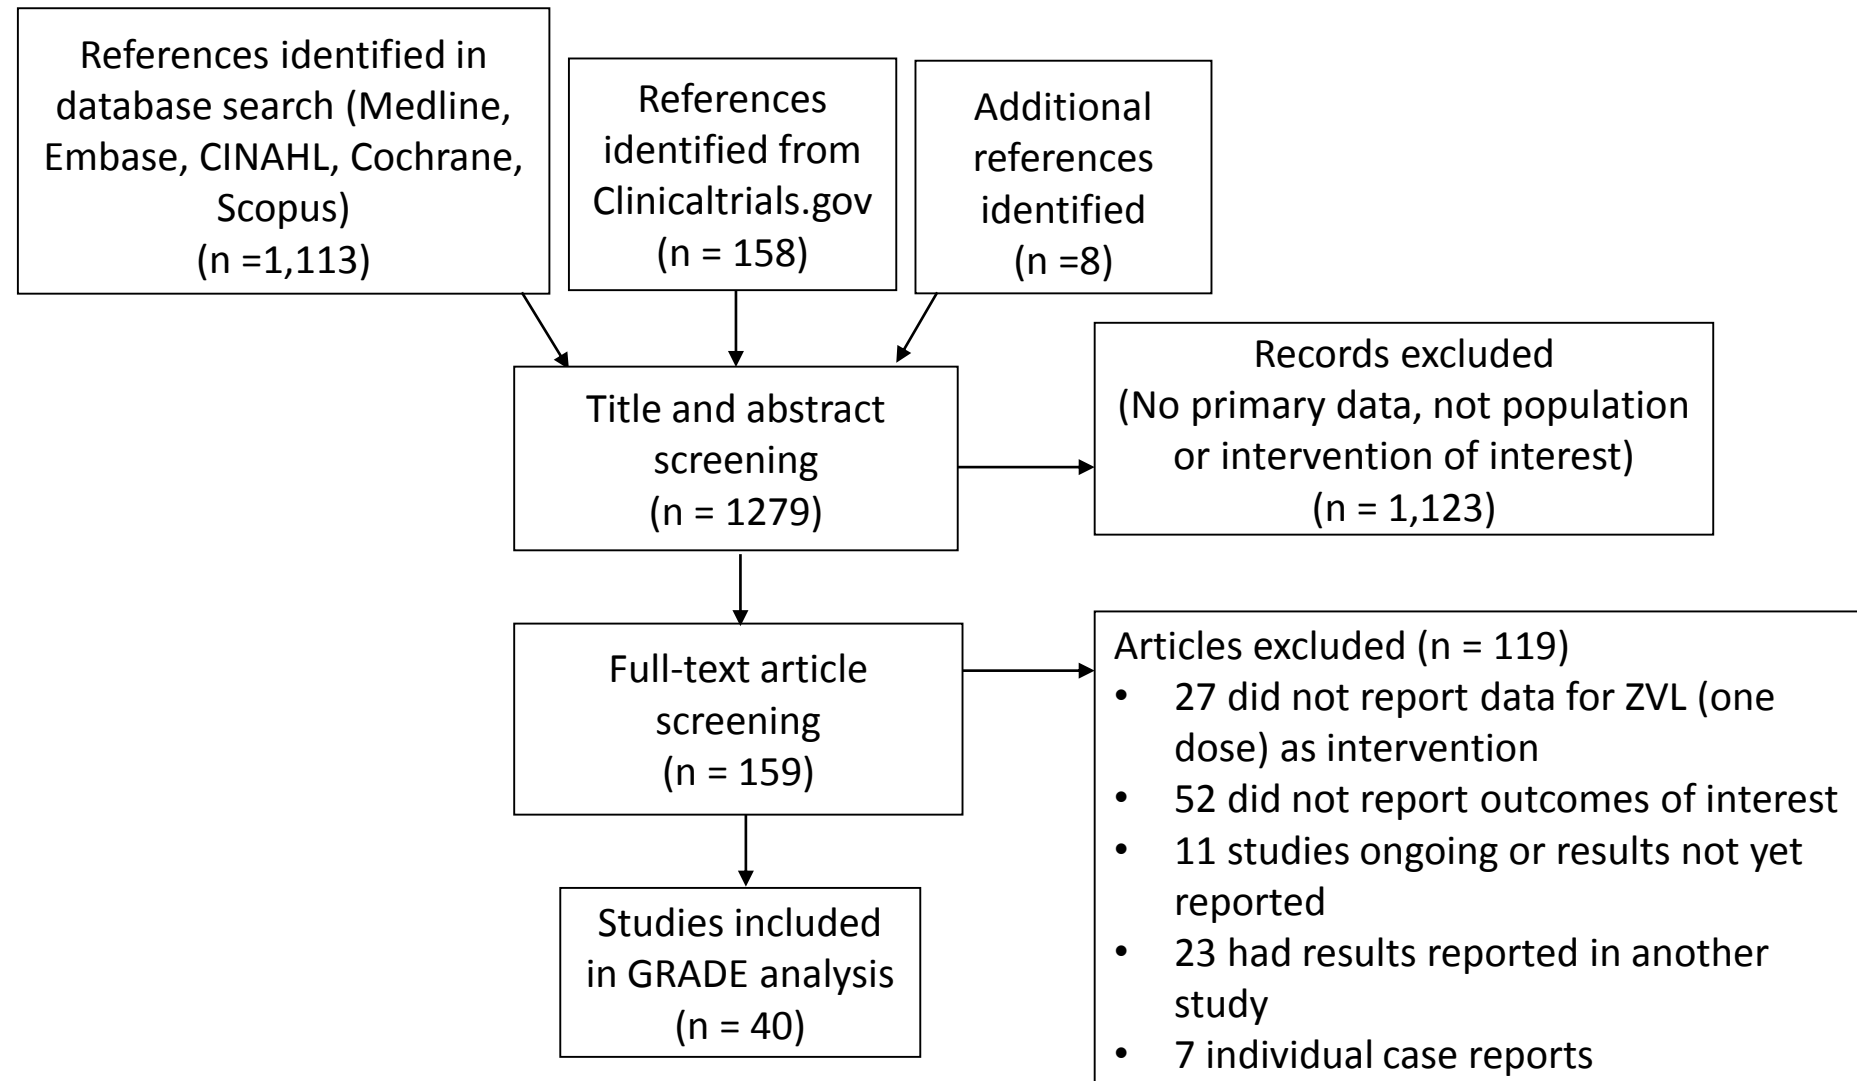 References identified in
database search (Medline,
Embase, CINAHL, Cochrane,
Scopus)
(n =1,113)
References
identified from
Clinicaltrials.gov
(n = 158)
Additional
references
identified
(n =8)
Title and abstract
screening
(n = 1279)
Records excluded
(No primary data, not population
or intervention of interest)
(n = 1,123)
Full-text article
screening
(n = 159)
Articles excluded (n = 119)
• 27 did not report data for ZVL (one
dose) as intervention
• 52 did not report outcomes of interest
• 11 studies ongoing or results not yet
reported
• 23 had results reported in another
study
• 7 individual case reports
Studies included
in GRADE analysis
(n = 40)